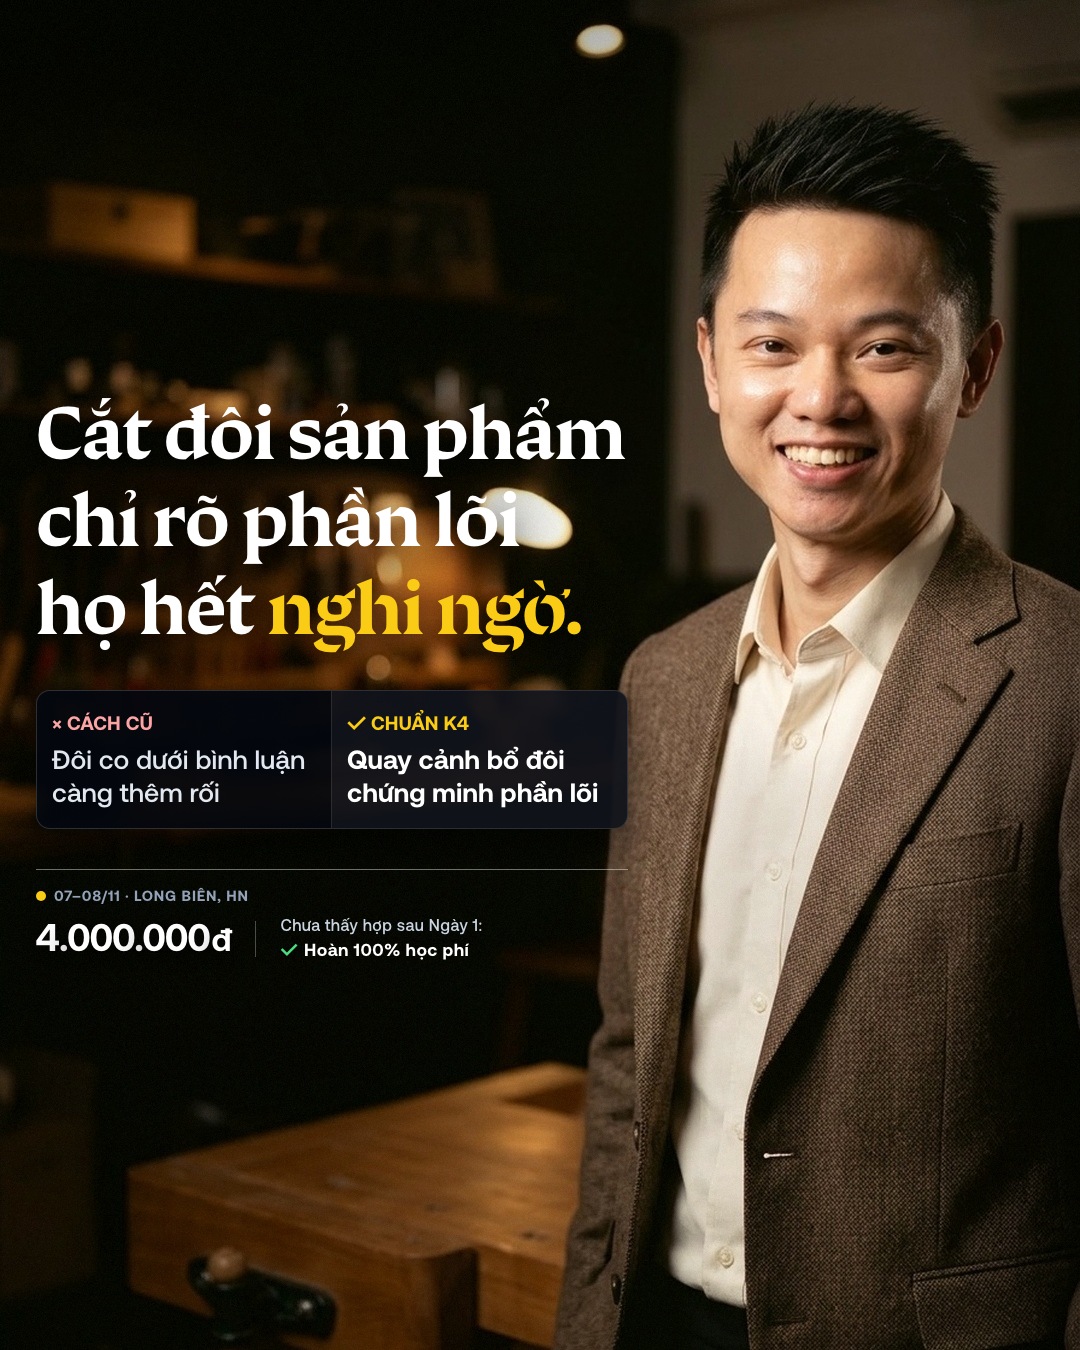 Cắt đôi sản phẩm
chỉ rõ phần lõi
họ hết nghi ngờ.
× CÁCH CŨ
Đôi co dưới bình luận
càng thêm rối
✓ CHUẨN K4
Quay cảnh bổ đôi
chứng minh phần lõi
07–08/11 · LONG BIÊN, HN
4.000.000đ
Chưa thấy hợp sau Ngày 1:
✓ Hoàn 100% học phí